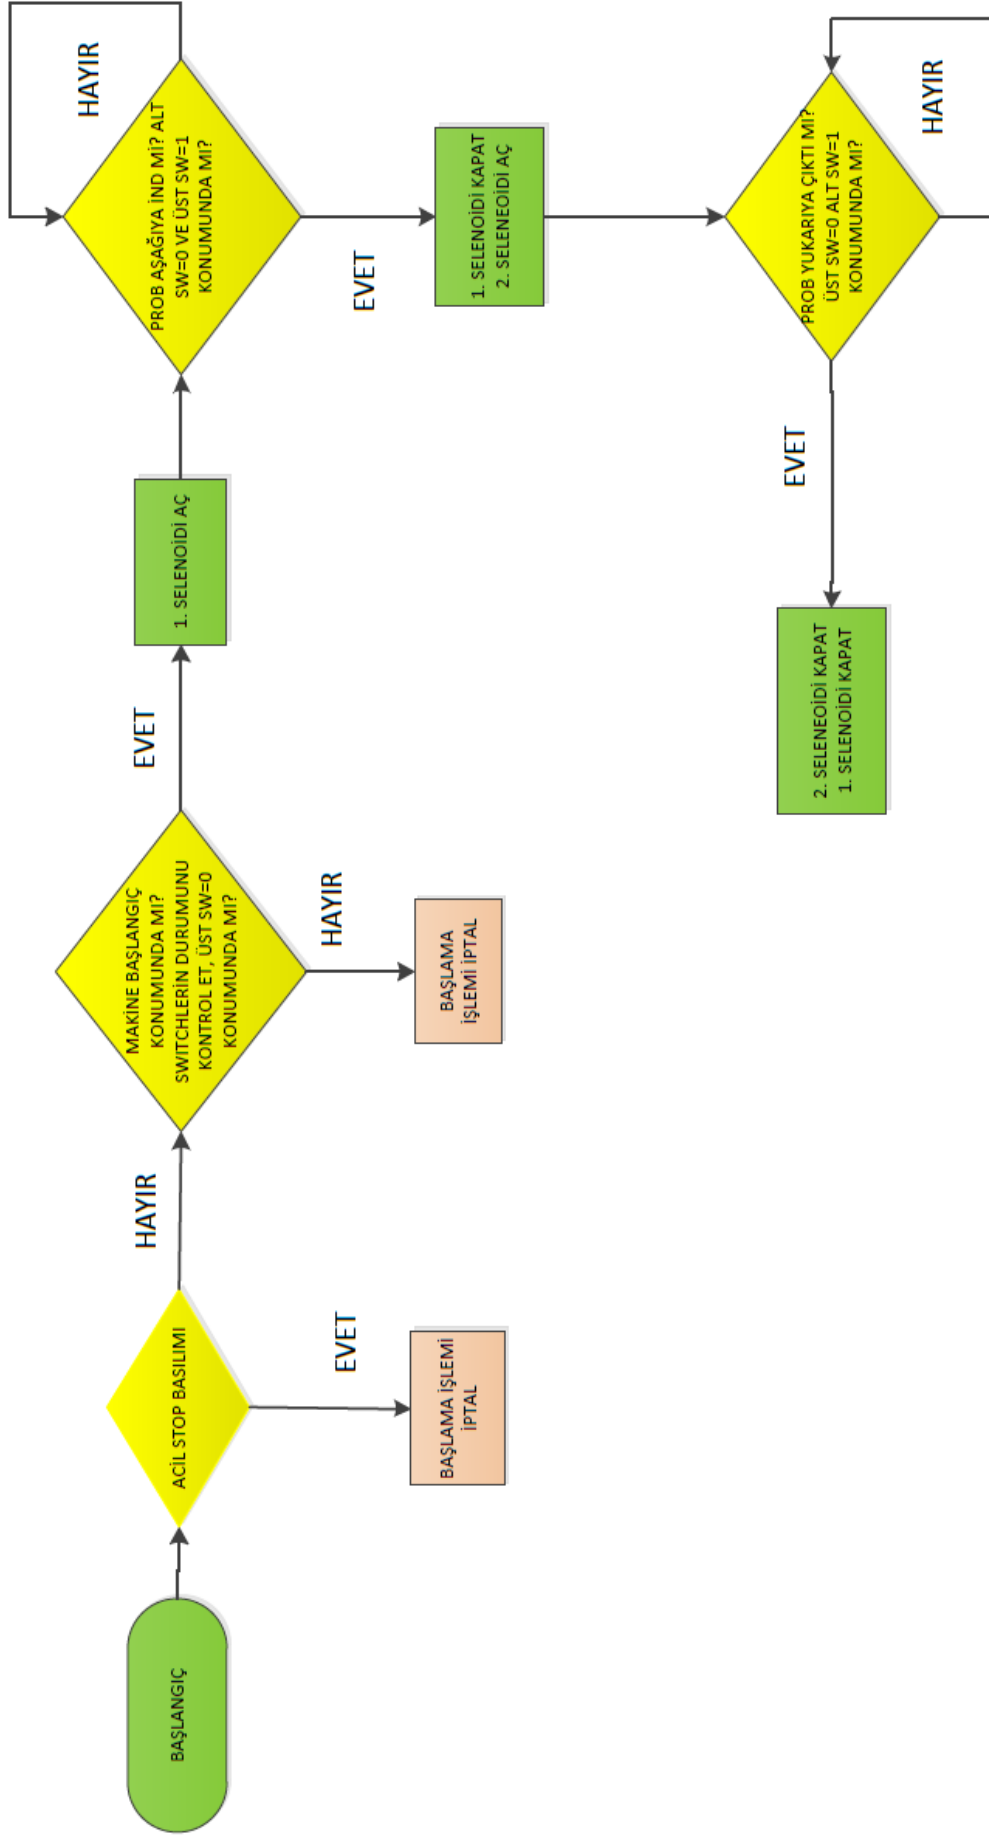 BAŞLANGIÇ
ACİL STOP BASILIMI
EVET
BAŞLAMA İŞLEMİ
İPTAL
HAYIR
MAKİNE BAŞLANGIÇ
KONUMUNDA MI?
SWITCHLERİN DURUMUNU
KONTROL ET, ÜST SW=0
KONUMUNDA MI?
HAYIR
BAŞLAMA
İŞLEMİ İPTAL
EVET
1. SELENOİDİ AÇ
PROB AŞAĞIYA İND Mİ? ALT
SW=0 VE ÜST SW=1
KONUMUNDA MI?
HAYIR
EVET
1. SELENOİDİ KAPAT
2. SELENEOİDİ AÇ
PROB YUKARIYA ÇIKTI MI?
ÜST SW=0 ALT SW=1
KONUMUNDA MI?
HAYIR
EVET
2. SELENEOİDİ KAPAT
1. SELENOİDİ KAPAT